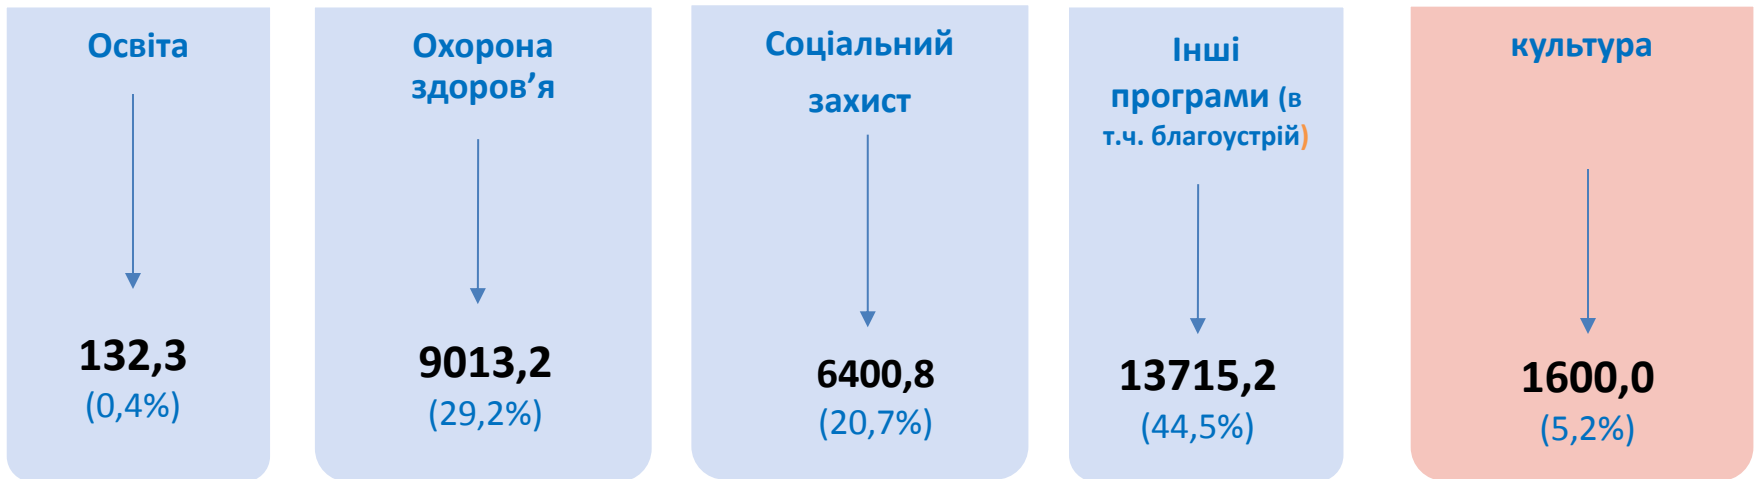 Освіта
132,3
(0,4%)
Охорона
здоров’я
9013,2
(29,2%)
Соціальний
захист
6400,8
(20,7%)
Інші
програми (в
т.ч. благоустрій)
13715,2
(44,5%)
культура
1600,0
(5,2%)